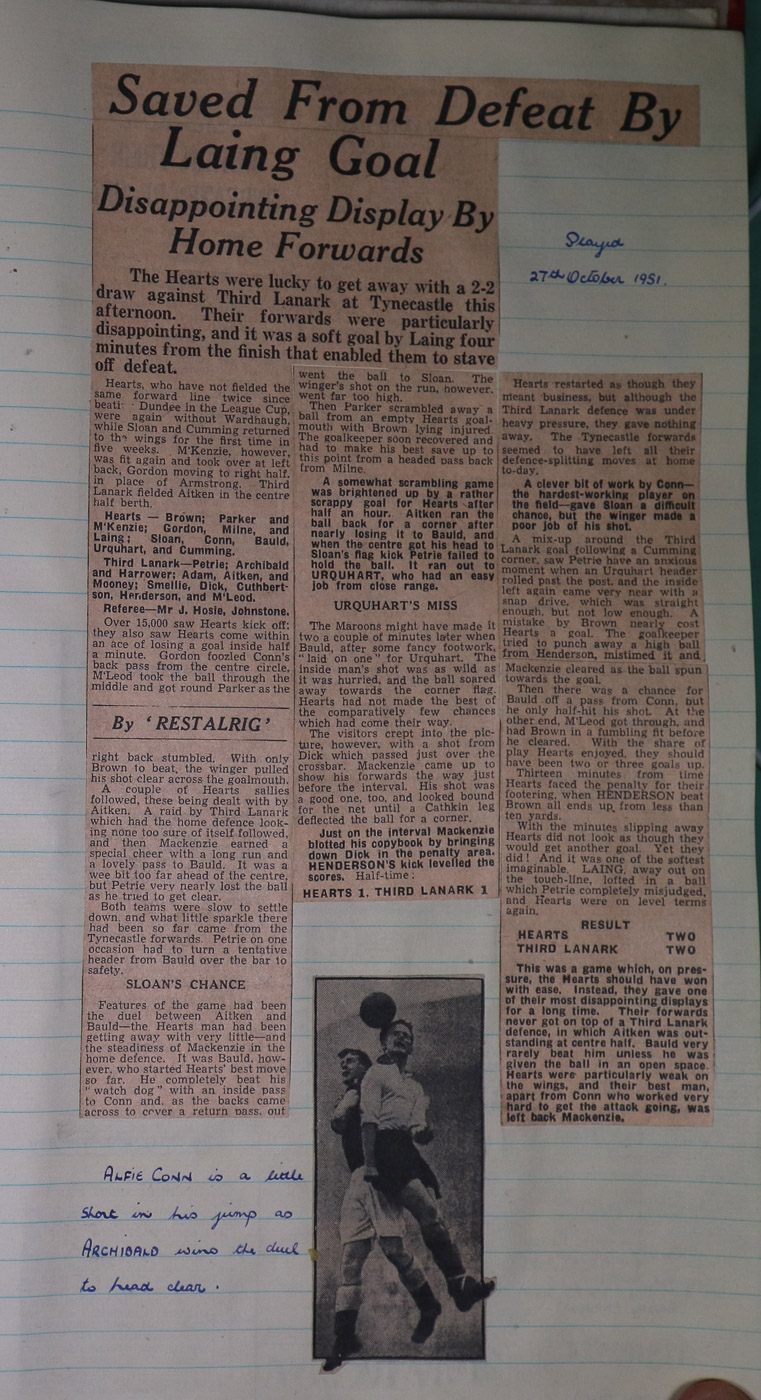 Saved From Defeat By
Laing Goal
Disappointing Display By
Home Forwards
Played
27th October 1951.
The Hearts were lucky to get away with a 2-2
draw against Third Lanark at Tynecastle this
afternoon. Their forwards were particularly
disappointing, and it was a soft goal by Laing four
minutes from the finish that enabled them to stave
off defeat.
Hearts, who have not fielded the
same forward line twice since
beati Dundee in the League Cup,
were again without Wardhaugh,
while Sloan and Cumming returned
to the wings for the first time in
five weeks. M'Kenzie, however,
was fit again and took over at left
back, Gordon moving to right half,
in place of Armstrong. Third
Lanark fielded Aitken in the centre
half berth.
Hearts — Brown; Parker and
M'Kenzie; Gordon, Milne, and
Laing; Sloan, Conn, Bauld,
Urquhart, and Cumming.
Third Lanark—Petrie; Archibald
and Harrower; Adam, Aitken, and
Mooney; Smellie, Dick, Cuthbert-
son, Henderson, and M'Leod.
Referee—Mr J. Hosie, Johnstone.
Over 15,000 saw Hearts kick off;
they also saw Hearts come within
an ace of losing a goal inside half
a minute. Gordon foozled Conn's
back pass from the centre circle,
M'Leod took the ball through the
middle and got round Parker as the
By 'RESTALRIG'
right back stumbled. With only
Brown to beat, the winger pulled
his shot clear across the goalmouth.
A couple of Hearts sallies
followed, these being dealt with by
Aitken. A raid by Third Lanark
which had the home defence look-
ing none too sure of itself followed,
and then Mackenzie earned a
special cheer with a long run and
a lovely pass to Bauld. It was a
wee bit too far ahead of the centre,
but Petrie very nearly lost the ball
as he tried to get clear.
Both teams were slow to settle
down, and what little sparkle there
had been so far came from the
Tynecastle forwards. Petrie on one
occasion had to turn a tentative
header from Bauld over the bar to
safety.
SLOAN'S CHANCE
Features of the game had been
the duel between Aitken and
Bauld—the Hearts man had been
getting away with very little—and
the steadiness of Mackenzie in the
home defence. It was Bauld, how-
ever, who started Hearts' best move
so far. He completely beat his
"watch dog" with an inside pass
to Conn and, as the backs came
across to cover a return pass, out
went the ball to Sloan. The
winger's shot on the run, however,
went far too high.
Then Parker scrambled away a
ball from an empty Hearts goal-
mouth with Brown lying injured
The goalkeeper soon recovered and
had to make his best save up to
this point from a headed pass back
from Milne.
A somewhat scrambling game
was brightened up by a rather
scrappy goal for Hearts after
half an hour. Aitken ran the
ball back for a corner after
nearly losing it to Bauld, and
when the centre got his head to
Sloan's flag kick Petrie failed to
hold the ball. It ran out to
URQUHART, who had an easy
job from close range.
URQUHART'S MISS
The Maroons might have made it
two a couple of minutes later when
Bauld, after some fancy footwork,
"laid on one" for Urquhart. The
inside man's shot was as wild as
it was hurried, and the ball soared
away towards the corner flag.
Hearts had not made the best of
the comparatively few chances
which had come their way.
The visitors crept into the pic-
ture, however, with a shot from
Dick which passed just over the
crossbar. Mackenzie came up to
show his forwards the way just
before the interval. His shot was
a good one, too, and looked bound
for the net until a Cathkin leg
deflected the ball for a corner.
Just on the interval Mackenzie
blotted his copybook by bringing
down Dick in the penalty area.
HENDERSON'S kick levelled the
scores. Half-time:
HEARTS 1, THIRD LANARK 1
Hearts restarted as though they
meant business, but although the
Third Lanark defence was under
heavy pressure, they gave nothing
away. The Tynecastle forwards
seemed to have left all their
defence-splitting moves at home
to-day.
A clever bit of work by Conn—
the hardest-working player on
the field—gave Sloan a difficult
chance, but the winger made a
poor job of his shot.
A mix-up around the Third
Lanark goal following a Cumming
corner, saw Petrie have an anxious
moment when an Urquhart header
rolled past the post, and the inside
left again came very near with a
snap drive, which was straight
enough, but not low enough. A
mistake by Brown nearly cost
Hearts a goal. The goalkeeper
tried to punch away a high ball
from Henderson, mistimed it and
Mackenzie cleared as the ball spun
towards the goal.
Then there was a chance for
Bauld off a pass from Conn, but
he only half-hit his shot. At the
other end, M'Leod got through, and
had Brown in a fumbling fit before
he cleared. With the share of
play Hearts enjoyed, they should
have been two or three goals up.
Thirteen minutes from time
Hearts faced the penalty for their
footering, when HENDERSON beat
Brown all ends up from less than
ten yards.
With the minutes slipping away
Hearts did not look as though they
would get another goal. Yet they
did! And it was one of the softest
imaginable. LAING, away out on
the touch-line, lofted in a ball
which Petrie completely misjudged,
and Hearts were on level terms
again.
RESULT
HEARTS TWO
THIRD LANARK TWO
This was a game which, on pres-
sure, the Hearts should have won
with ease. Instead, they gave one
of their most disappointing displays
for a long time. Their forwards
never got on top of a Third Lanark
defence, in which Aitken was out-
standing at centre half. Bauld very
rarely beat him unless he was
given the ball in an open space.
Hearts were particularly weak on
the wings, and their best man,
apart from Conn who worked very
hard to get the attack going, was
left back Mackenzie.
ALFIE CONN is a little
short in his jump as
ARCHIBALD wins the duel
to head clear.